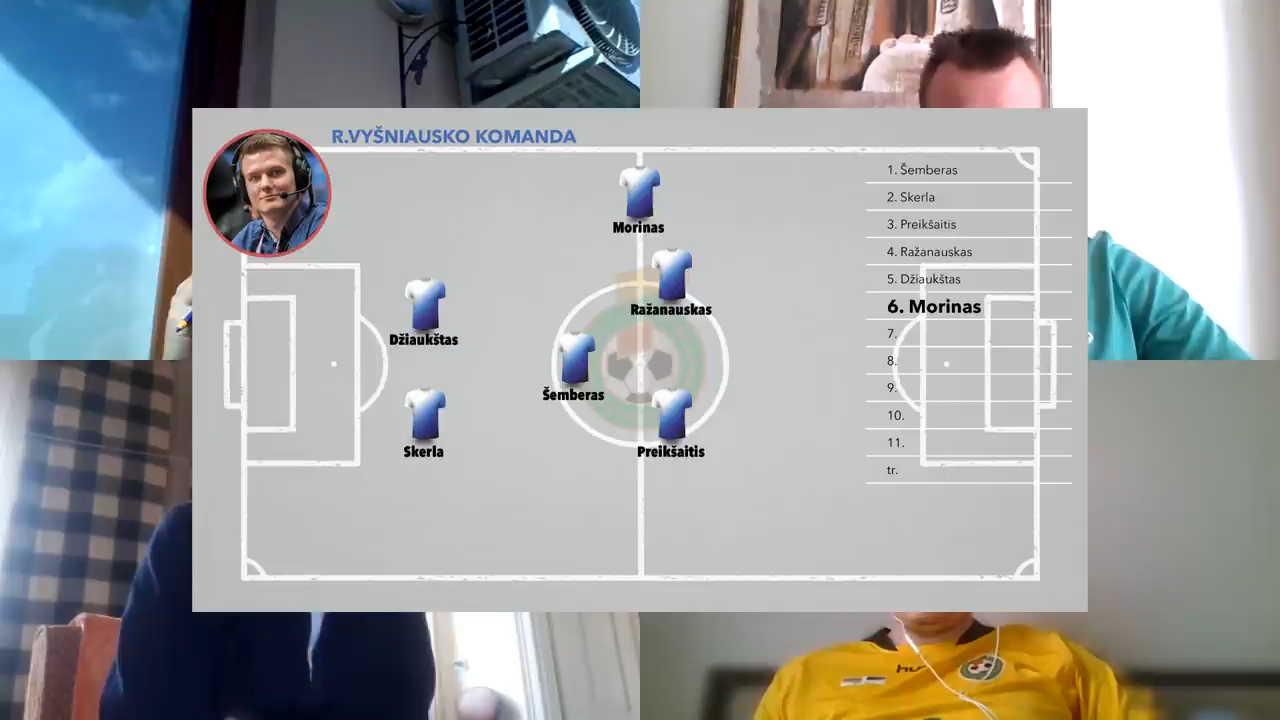 R.VYŠNIAUSKO KOMANDA
Morinas
Ražanauskas
Džiaukštas
Šemberas
Skerla
Preikšaitis
1. Šemberas
2. Skerla
3. Preikšaitis
4. Ražanauskas
5. Džiaukštas
6. Morinas
7.
8.
9.
10.
11.
tr.